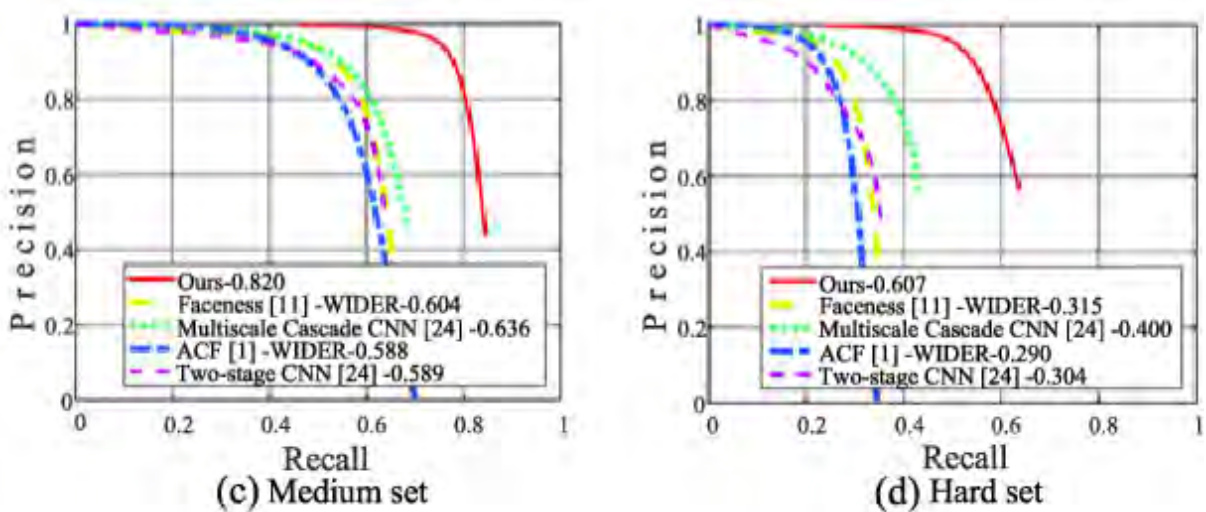 1
0.8
0.6
0.4
0.2
0
Precision
Ours-0.820
Faceness [11] -WIDER-0.604
Multiscale Cascade CNN [24] -0.636
ACF [1] -WIDER-0.588
Two-stage CNN [24] -0.589
0 0.2 0.4 0.6 0.8 1
Recall
(c) Medium set
1
0.8
0.6
0.4
0.2
0
Precision
Ours-0.607
Faceness [11] -WIDER-0.315
Multiscale Cascade CNN [24] -0.400
ACF [1] -WIDER-0.290
Two-stage CNN [24] -0.304
0 0.2 0.4 0.6 0.8 1
Recall
(d) Hard set